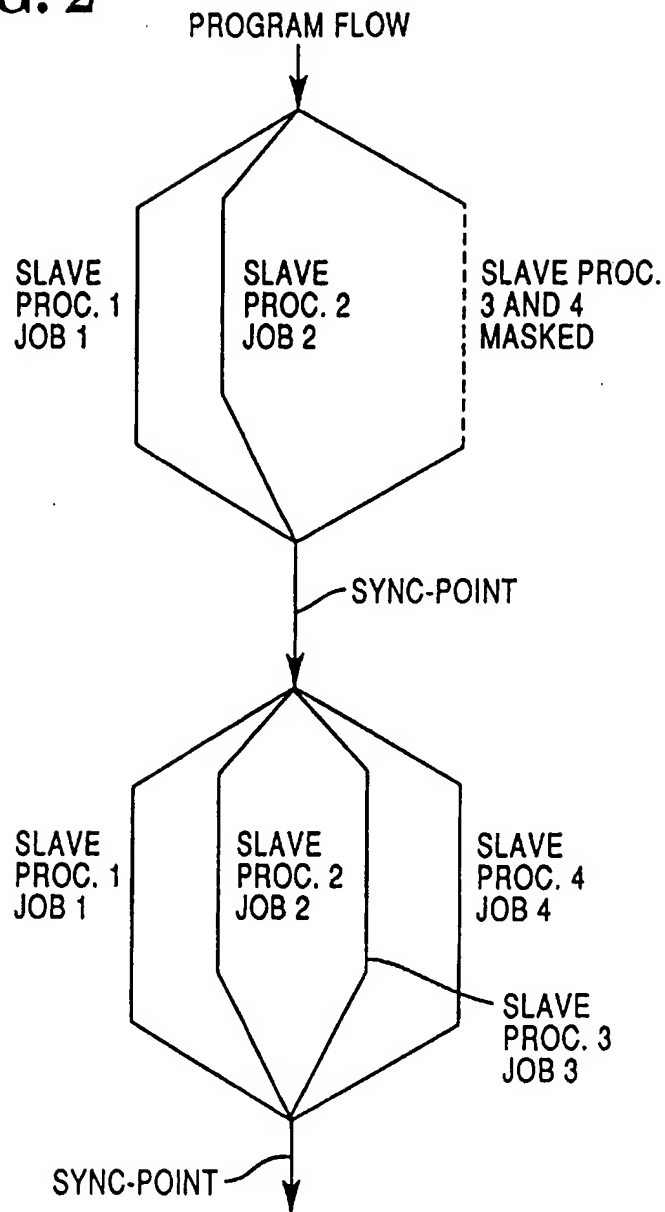 G. 2
PROGRAM FLOW
SLAVE
PROC. 1
JOB 1
SLAVE
PROC. 2
JOB 2
SLAVE PROC.
3 AND 4
MASKED
SYNC-POINT
SLAVE
PROC. 1
JOB 1
SLAVE
PROC. 2
JOB 2
SLAVE
PROC. 4
JOB 4
SLAVE
PROC. 3
JOB 3
SYNC-POINT